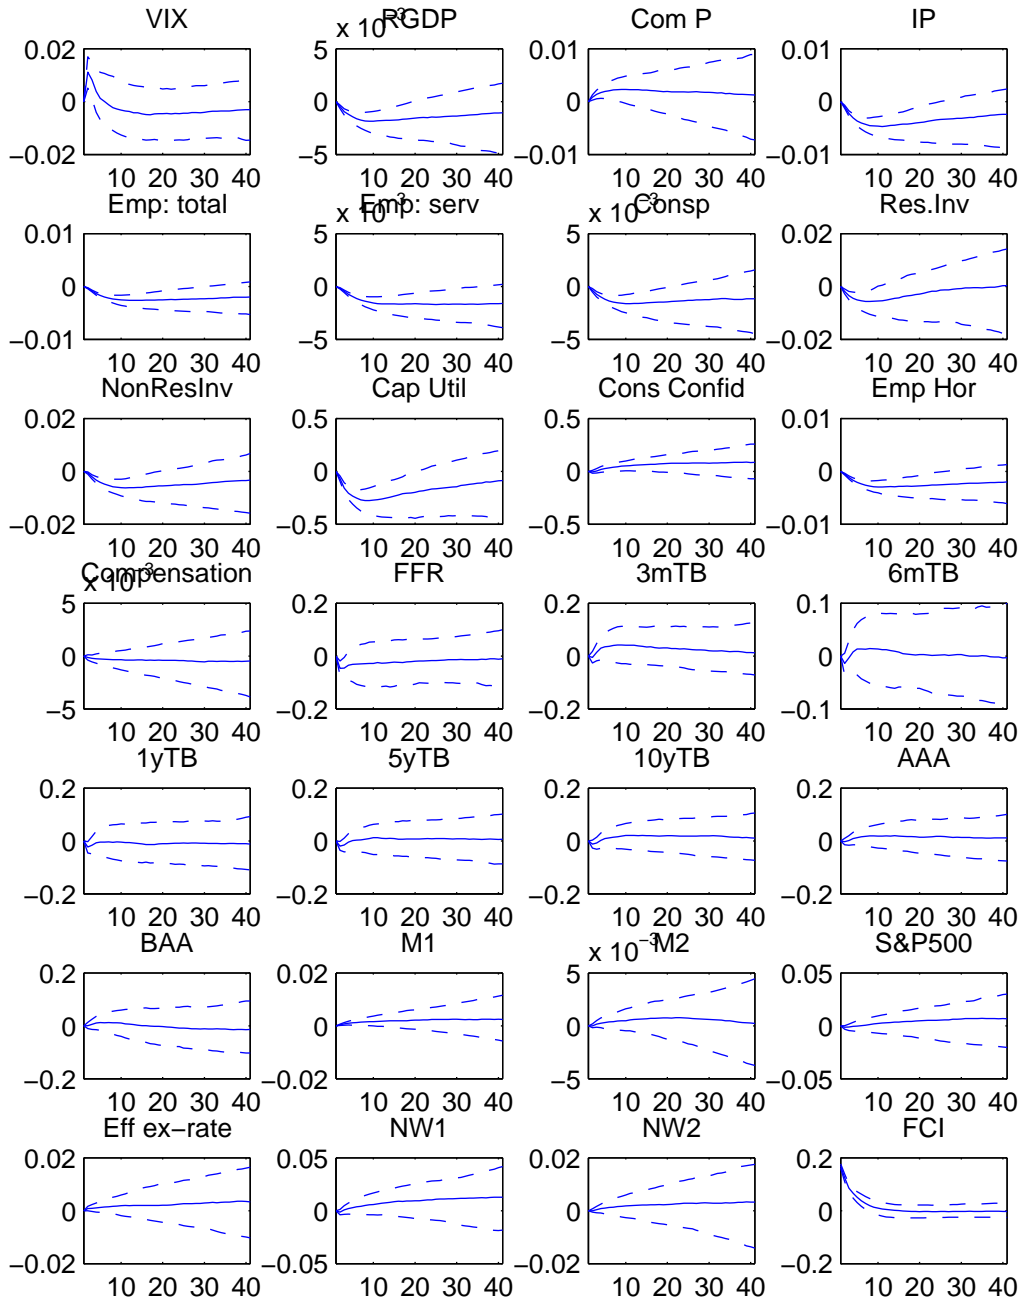 VIX RGDP Com P IP
x 10−3
0.02 5 0.01 0.01
0 0 0 0
−0.02 −5 −0.01 −0.01
10 20 30 40 10 20 30 40 10 20 30 40 10 20 30 40
Emp: total Emp: serv Consp Res.Inv
x 10−3 x 10−3
0.01 5 5 0.02
0 0 0 0
−0.01 −5 −5 −0.02
10 20 30 40 10 20 30 40 10 20 30 40 10 20 30 40
NonResInv Cap Util Cons Confid Emp Hor
0.02 0.5 0.5 0.01
0 0 0 0
−0.02 −0.5 −0.5 −0.01
10 20 30 40 10 20 30 40 10 20 30 40 10 20 30 40
Compensation FFR 3mTB 6mTB
x 10−3
5 0.2 0.2 0.1
0 0 0 0
−5 −0.2 −0.2 −0.1
10 20 30 40 10 20 30 40 10 20 30 40 10 20 30 40
1yTB 5yTB 10yTB AAA
0.2 0.2 0.2 0.2
0 0 0 0
−0.2 −0.2 −0.2 −0.2
10 20 30 40 10 20 30 40 10 20 30 40 10 20 30 40
BAA M1 M2 S&P500
x 10−3
0.2 0.02 5 0.05
0 0 0 0
−0.2 −0.02 −5 −0.05
10 20 30 40 10 20 30 40 10 20 30 40 10 20 30 40
Eff ex−rate NW1 NW2 FCI
0.02 0.05 0.02 0.2
0 0 0 0
−0.02 −0.05 −0.02 −0.2
10 20 30 40 10 20 30 40 10 20 30 40 10 20 30 40